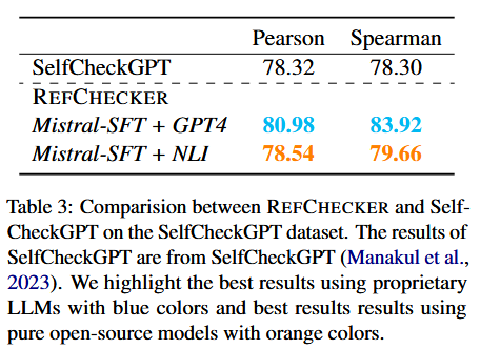 Pearson Spearman
SelfCheckGPT 78.32 78.30
REFCHECKER
Mistral-SFT + GPT4 80.98 83.92
Mistral-SFT + NLI 78.54 79.66
Table 3: Comparision between REFCHECKER and Self-
CheckGPT on the SelfCheckGPT dataset. The results of
SelfCheckGPT are from SelfCheckGPT (Manakul et al.,
2023). We highlight the best results using proprietary
LLMs with blue colors and best results results using
pure open-source models with orange colors.